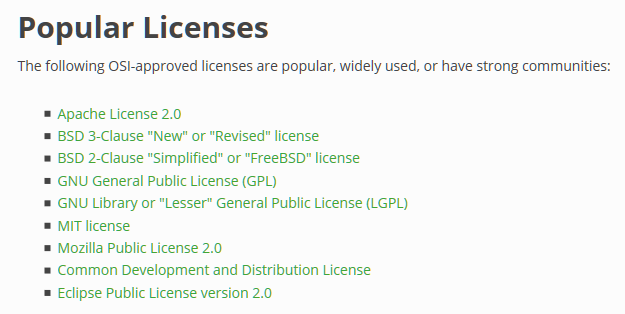 Popular Licenses
The following OSI-approved licenses are popular, widely used, or have strong communities:
Apache License 2.0
BSD 3-Clause "New" or "Revised" license
BSD 2-Clause "Simplified" or "FreeBSD" license
GNU General Public License (GPL)
GNU Library or "Lesser" General Public License (LGPL)
MIT license
Mozilla Public License 2.0
Common Development and Distribution License
Eclipse Public License version 2.0